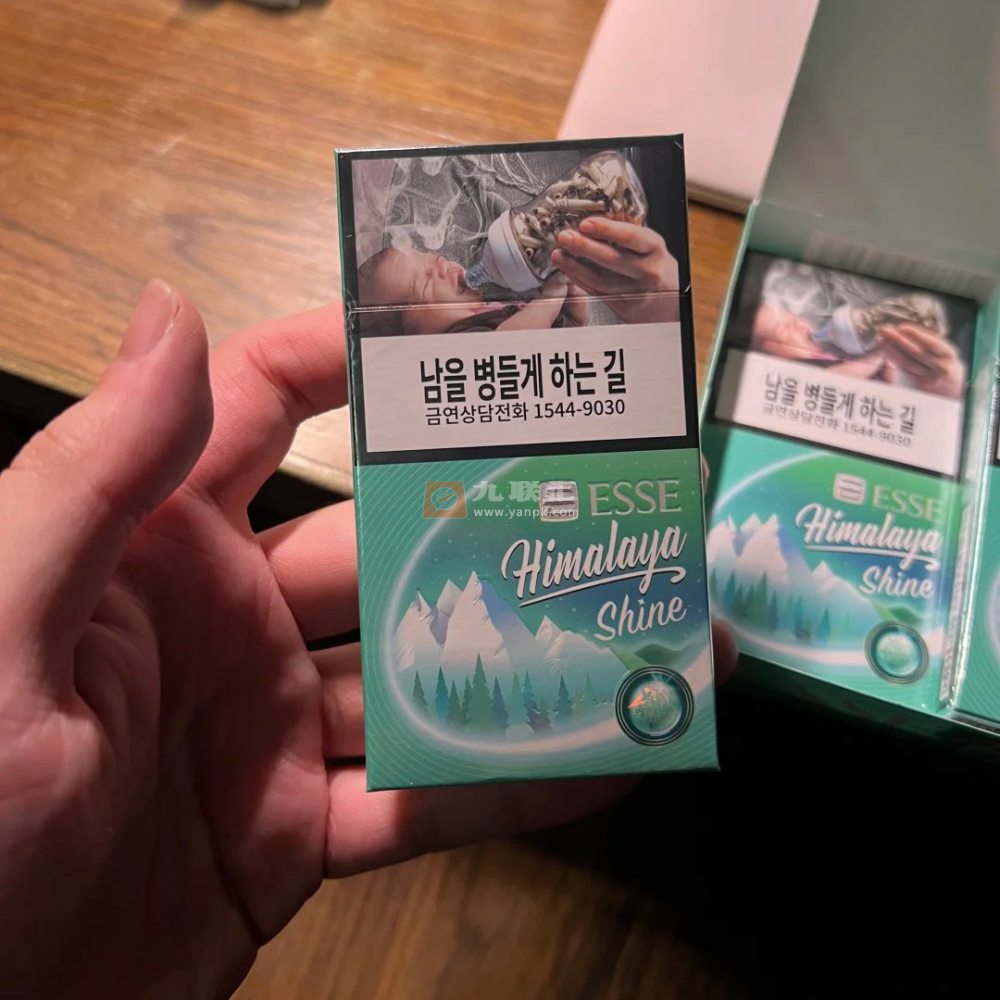 남을 병들게 하는 길
금연상담전화 1544-9030
ESSE
Himalaya
Shine
www.yanpk.com
남을 병들게 하는 길
금연상담전화 1544-9030
ESSE
Himalaya
Shine